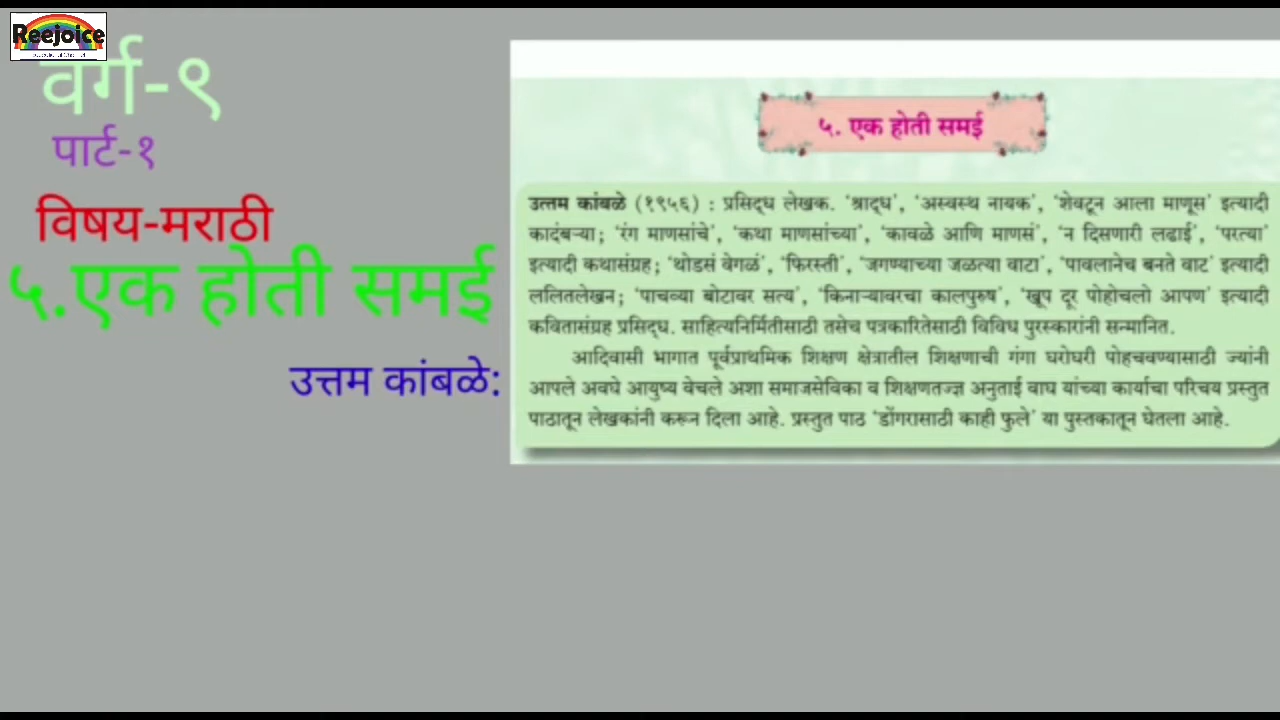 Reejoice
वर्ग-९
पार्ट-१
विषय-मराठी
५.एक होती समई
उत्तम कांबळे:
५. एक होती समई
उत्तम कांबळे (१९५६) : प्रसिद्ध लेखक. ‘श्राद्ध’, ‘अस्वस्थ नायक’, ‘शेवटून आला माणूस’ इत्यादी
कादंबऱ्या; ‘रंग माणसांचे’, ‘कथा माणसांच्या’, ‘कावळे आणि माणसं’, ‘न दिसणारी लढाई’, ‘परत्या’
इत्यादी कथासंग्रह; ‘थोडसं वेगळं’, ‘फिरस्ती’, ‘जगण्याच्या जळत्या वाटा’, ‘पावलानेच बनते वाट’ इत्यादी
ललितलेखन; ‘पाचव्या बोटावर सत्य’, ‘किनाऱ्यावरचा कालपुरुष’, ‘खूप दूर पोहोचलो आपण’ इत्यादी
कवितासंग्रह प्रसिद्ध. साहित्यनिर्मितीसाठी तसेच पत्रकारितेसाठी विविध पुरस्कारांनी सन्मानित.
आदिवासी भागात पूर्वप्राथमिक शिक्षण क्षेत्रातील शिक्षणाची गंगा घरोघरी पोहचवण्यासाठी ज्यांनी
आपले अवघे आयुष्य वेचले अशा समाजसेविका व शिक्षणतज्ज्ञ अनुताई वाघ यांच्या कार्याचा परिचय प्रस्तुत
पाठातून लेखकांनी करून दिला आहे. प्रस्तुत पाठ ‘डोंगरासाठी काही फुले’ या पुस्तकातून घेतला आहे.